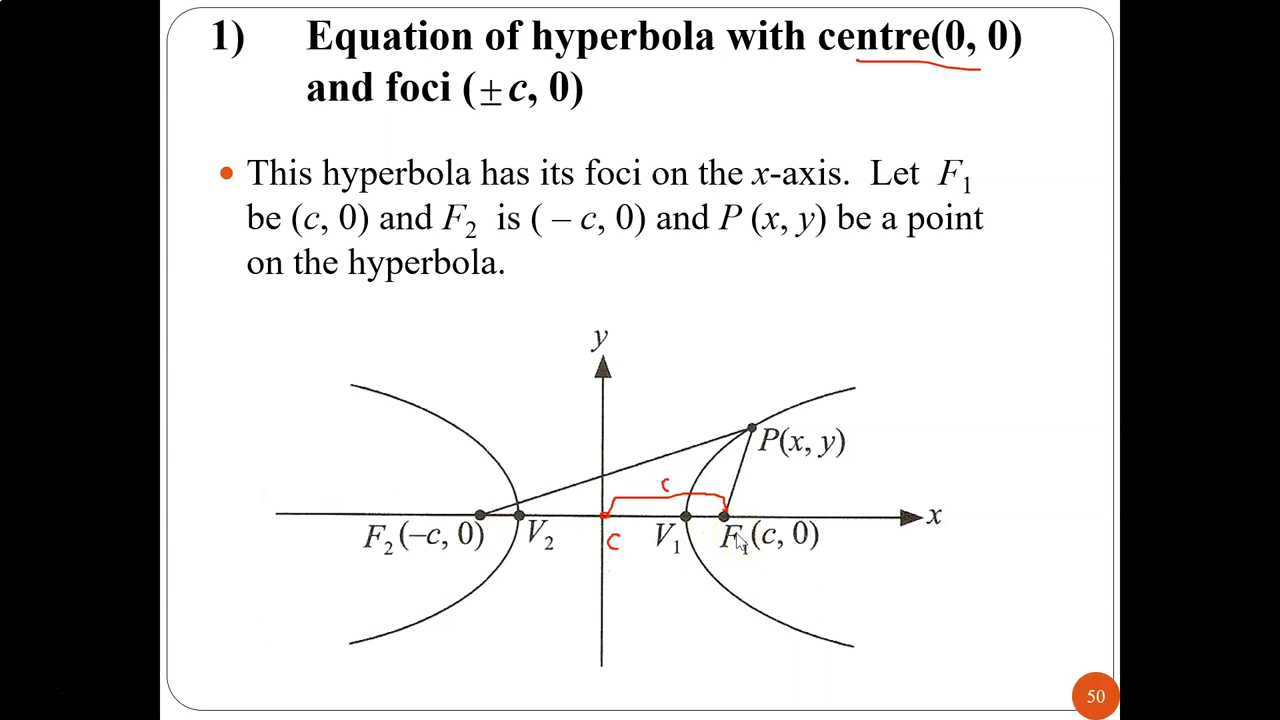 1) Equation of hyperbola with centre(0, 0)
and foci (±c, 0)
• This hyperbola has its foci on the x-axis. Let F₁
be (c, 0) and F₂ is ( – c, 0) and P (x, y) be a point
on the hyperbola.
y
P(x, y)
c
x
F₂(–c, 0)
V₂
C
V₁
F₁(c, 0)
50